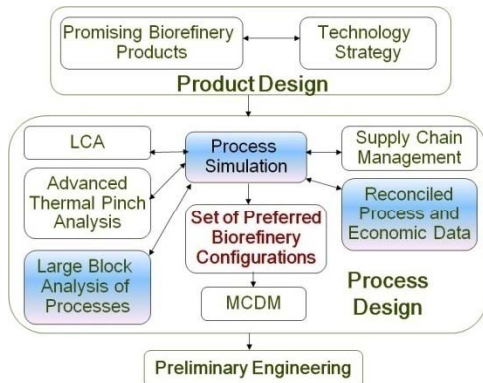 Promising Biorefinery
Products
Technology
Strategy
Product Design
LCA
Process
Simulation
Supply Chain
Management
Advanced
Thermal Pinch
Analysis
Reconciled
Process and
Economic Data
Set of Preferred
Biorefinery
Configurations
Large Block
Analysis of
Processes
MCDM
Process
Design
Preliminary Engineering